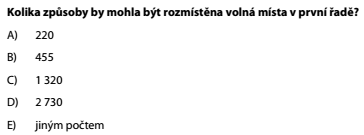 Kolika způsoby by mohla být rozmístěna volná místa v první řadě?
A) 220
B) 455
C) 1 320
D) 2 730
E) jiným počtem